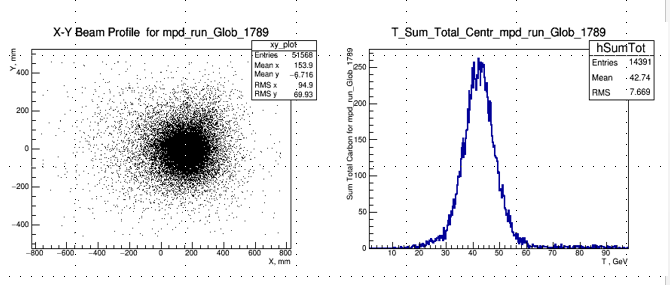 X-Y Beam Profile for mpd_run_Glob_1789
xy_plot
Entries 51568
Mean x 153.9
Mean y -6.716
RMS x 94.9
RMS y 69.93
Y, mm
400
200
0
-200
-400
-800 -600 -400 -200 0 200 400 600 800
X, mm
T_Sum_Total_Centr_mpd_run_Glob_1789
hSumTot
Entries 14391
Mean 42.74
RMS 7.669
Sum Total Carbon for mpd_run_Glob_1789
250
200
150
100
50
0
10 20 30 40 50 60 70 80 90
T , GeV